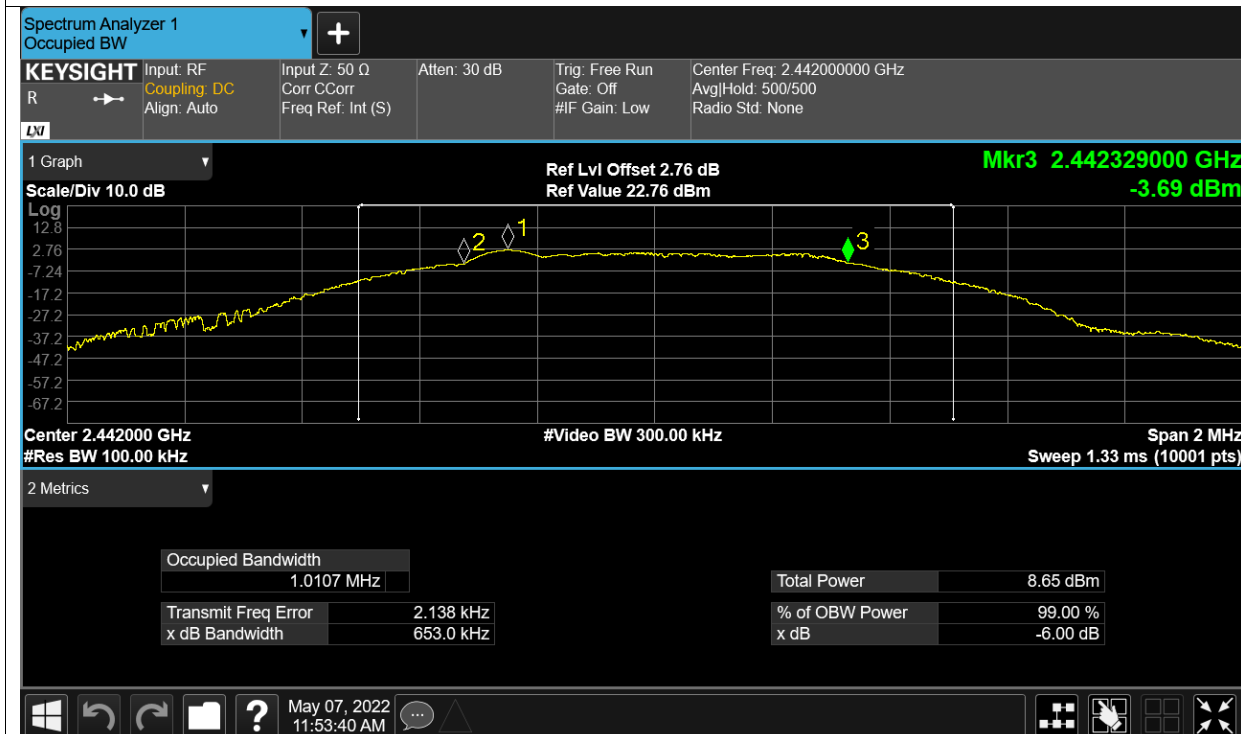 Spectrum Analyzer 1
Occupied BW
KEYSIGHT
R
LXI
Input: RF
Coupling: DC
Align: Auto
Input Z: 50 Ω
Corr CCorr
Freq Ref: Int (S)
Atten: 30 dB
Trig: Free Run
Gate: Off
#IF Gain: Low
Center Freq: 2.442000000 GHz
Avg|Hold: 500/500
Radio Std: None
1 Graph
Scale/Div 10.0 dB
Ref Lvl Offset 2.76 dB
Ref Value 22.76 dBm
Mkr3 2.442329000 GHz
-3.69 dBm
Log
12.8
2.76
-7.24
-17.2
-27.2
-37.2
-47.2
-57.2
-67.2
2
1
3
Center 2.442000 GHz
#Res BW 100.00 kHz
#Video BW 300.00 kHz
Span 2 MHz
Sweep 1.33 ms (10001 pts)
2 Metrics
Occupied Bandwidth
1.0107 MHz
Transmit Freq Error 2.138 kHz
x dB Bandwidth 653.0 kHz
Total Power 8.65 dBm
% of OBW Power 99.00 %
x dB -6.00 dB
?
May 07, 2022
11:53:40 AM